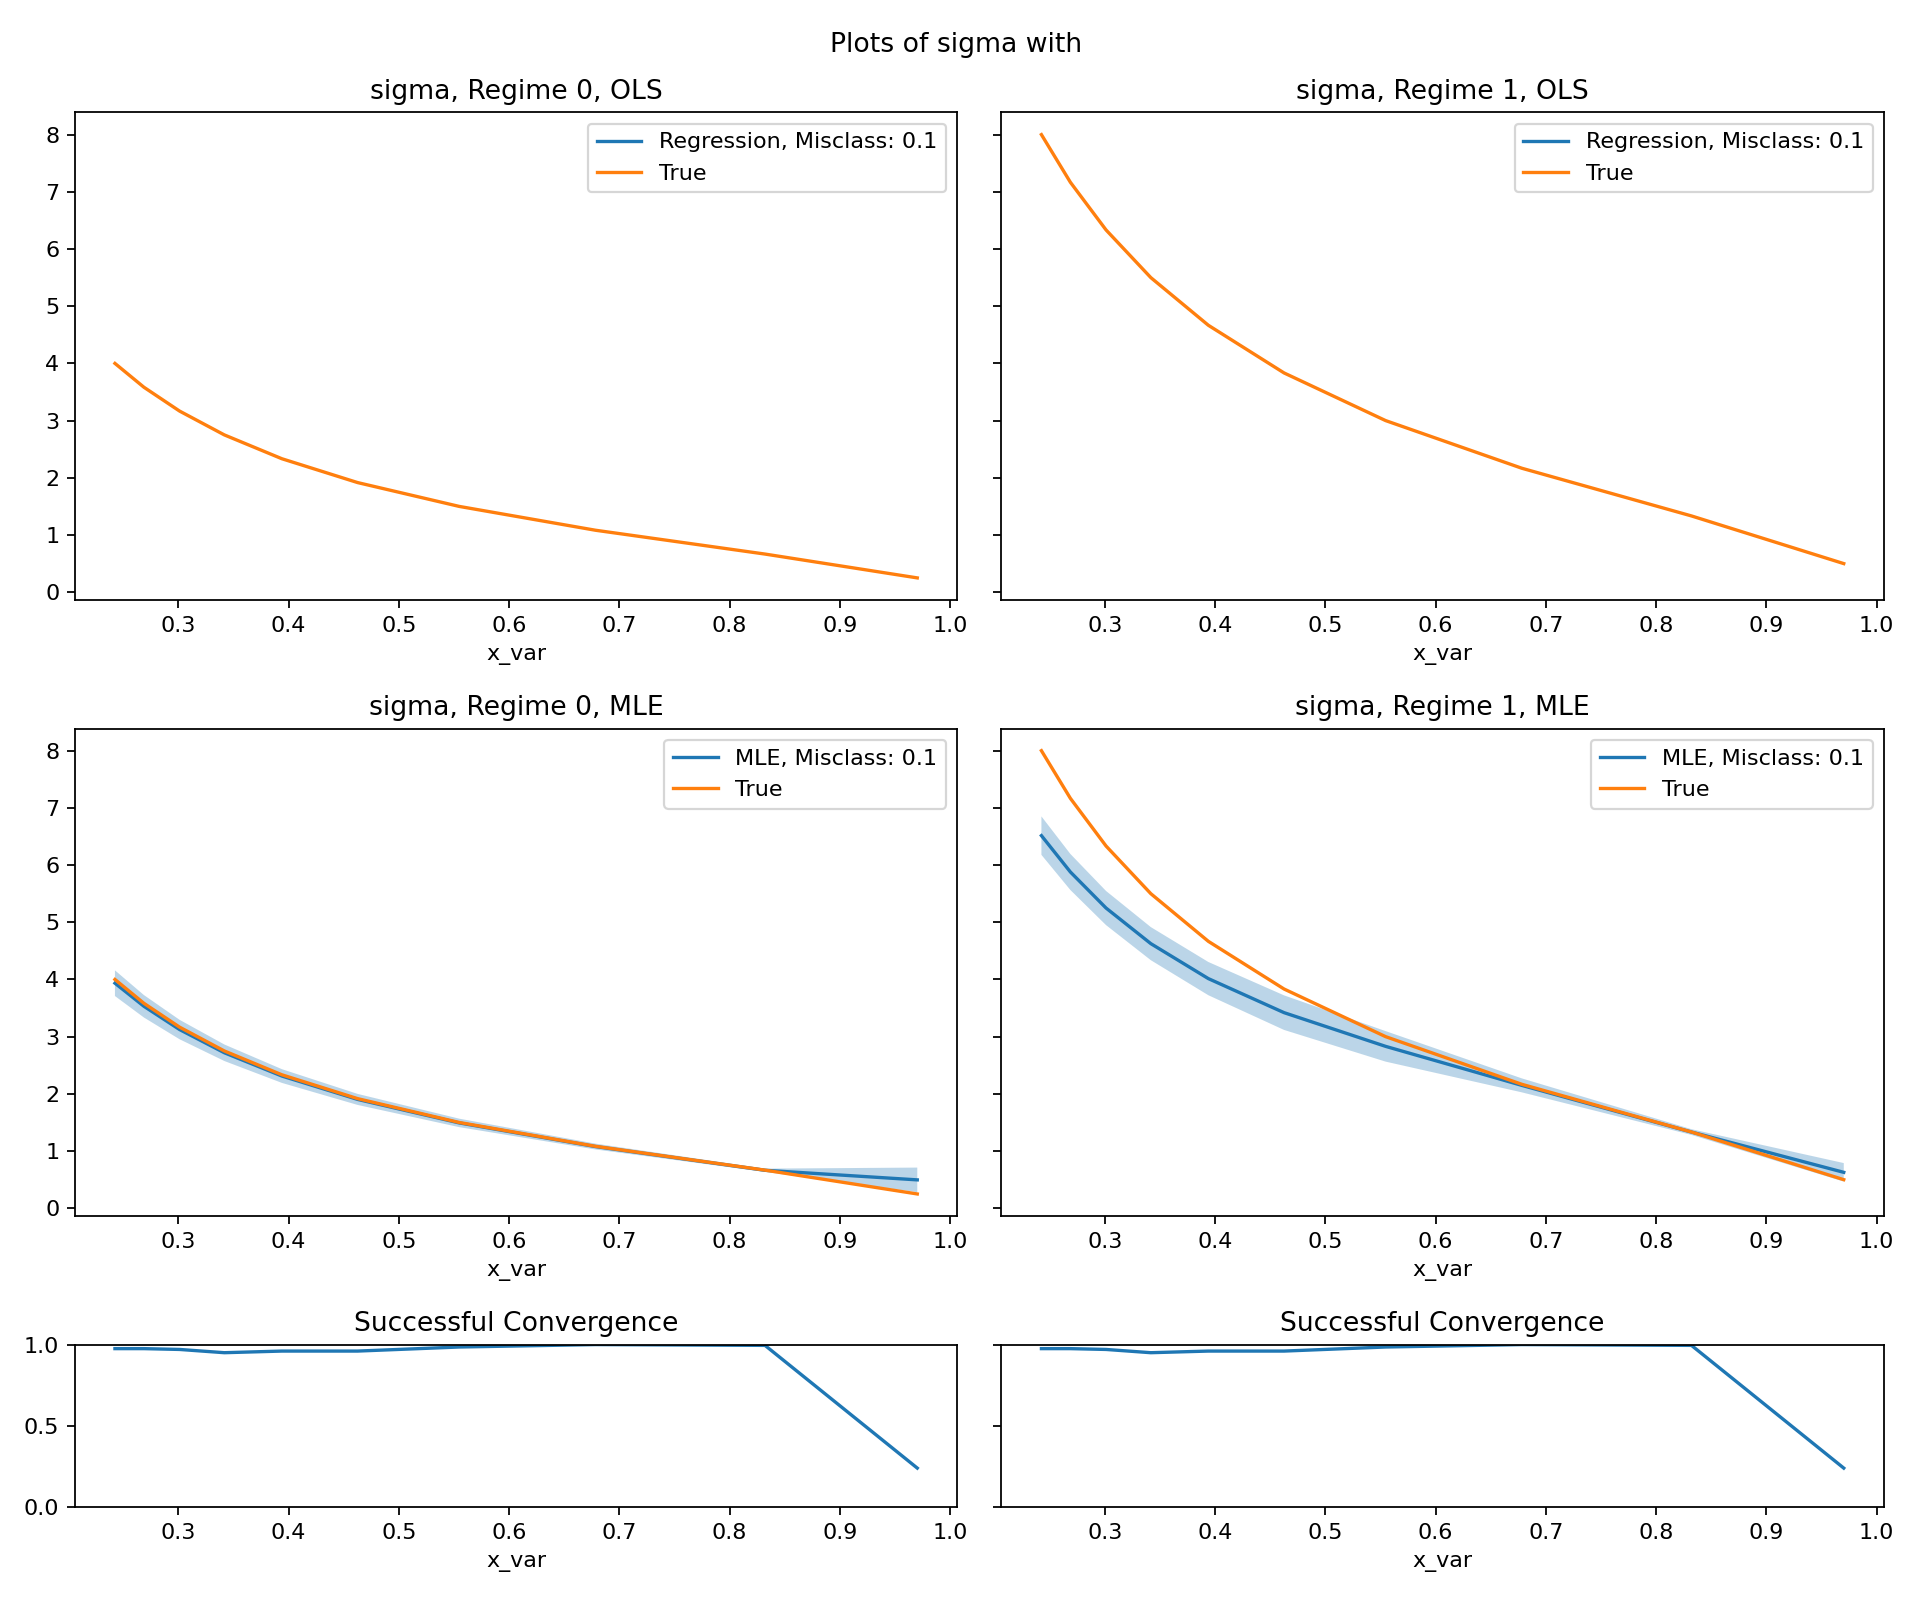 Plots of sigma with
sigma, Regime 0, OLS
Regression, Misclass: 0.1
True
8
7
6
5
4
3
2
1
0
0.3 0.4 0.5 0.6 0.7 0.8 0.9 1.0
x_var
sigma, Regime 1, OLS
Regression, Misclass: 0.1
True
0.3 0.4 0.5 0.6 0.7 0.8 0.9 1.0
x_var
sigma, Regime 0, MLE
MLE, Misclass: 0.1
True
8
7
6
5
4
3
2
1
0
0.3 0.4 0.5 0.6 0.7 0.8 0.9 1.0
x_var
sigma, Regime 1, MLE
MLE, Misclass: 0.1
True
0.3 0.4 0.5 0.6 0.7 0.8 0.9 1.0
x_var
Successful Convergence
1.0
0.5
0.0
0.3 0.4 0.5 0.6 0.7 0.8 0.9 1.0
x_var
Successful Convergence
0.3 0.4 0.5 0.6 0.7 0.8 0.9 1.0
x_var